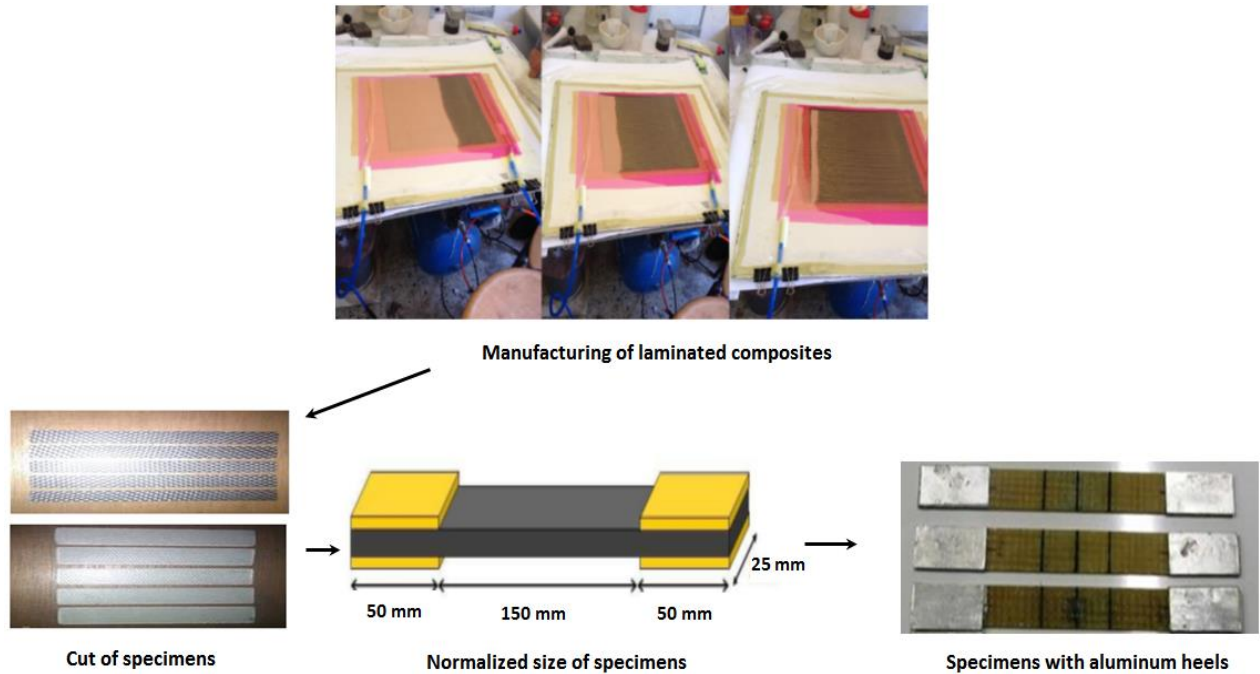 Manufacturing of laminated composites
25 mm
50 mm
150 mm
50 mm
Cut of specimens
Normalized size of specimens
Specimens with aluminum heels